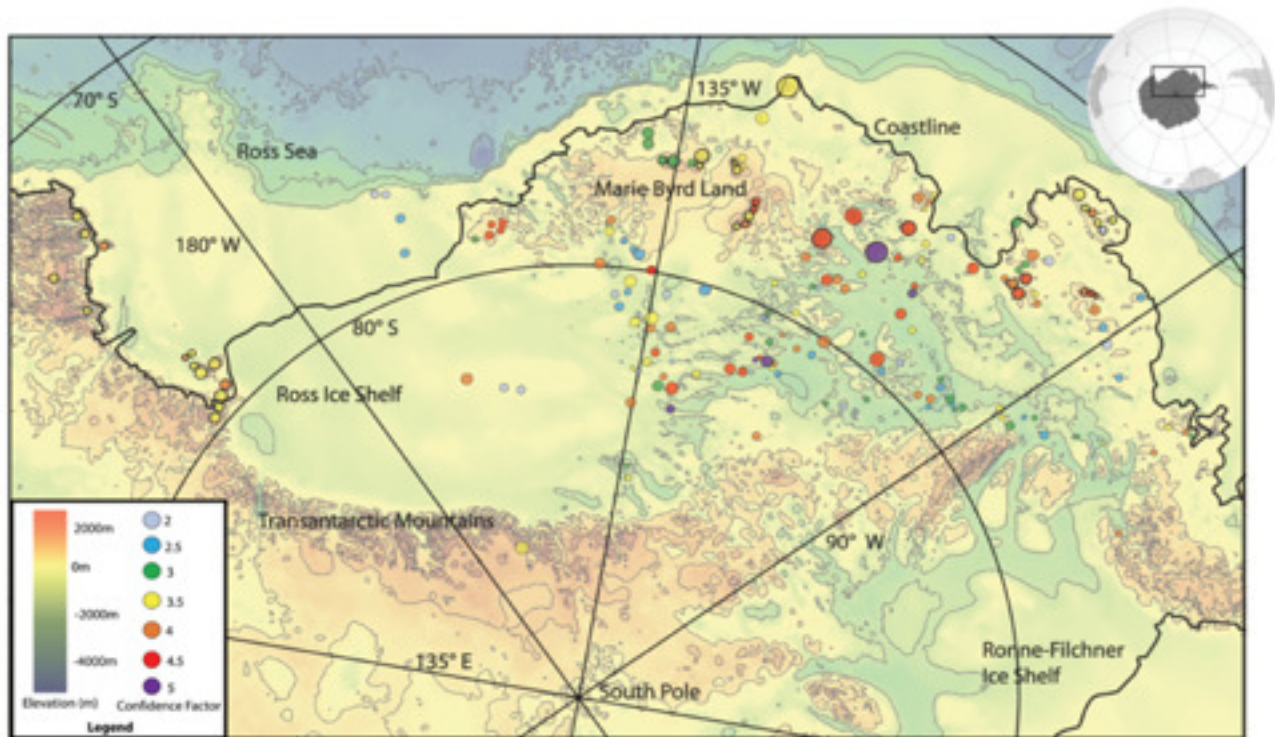 70° S
135° W
Coastline
Ross Sea
Marie Byrd Land
180° W
80° S
Ross Ice Shelf
Transantarctic Mountains
90° W
135° E
South Pole
Ronne-Filchner
Ice Shelf
2000m
0m
-2000m
-4000m
Elevation (m)
2
2.5
3
3.5
4
4.5
5
Confidence Factor
Legend